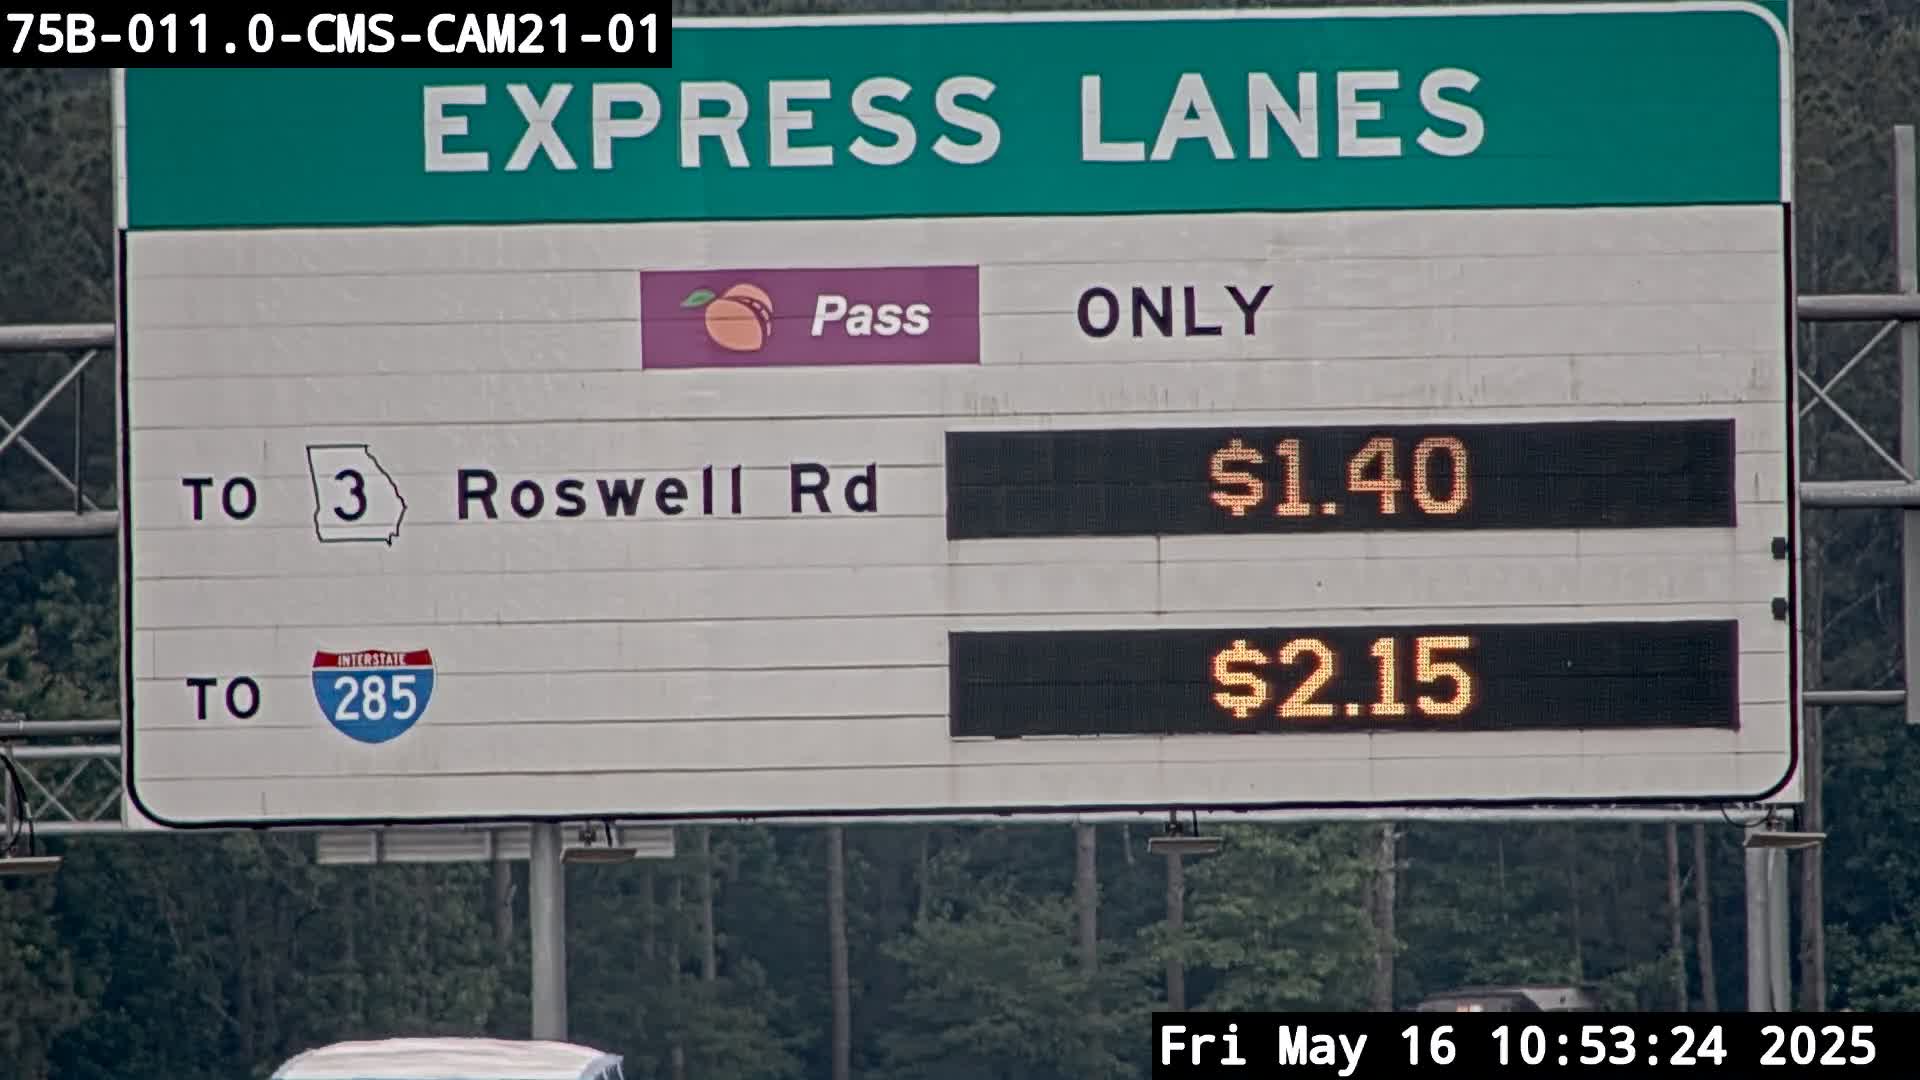 75B-011.0-CMS-CAM21-01
EXPRESS LANES
Pass ONLY
TO 3 Roswell Rd $1.40
TO INTERSTATE 285 $2.15
Fri May 16 10:53:24 2025